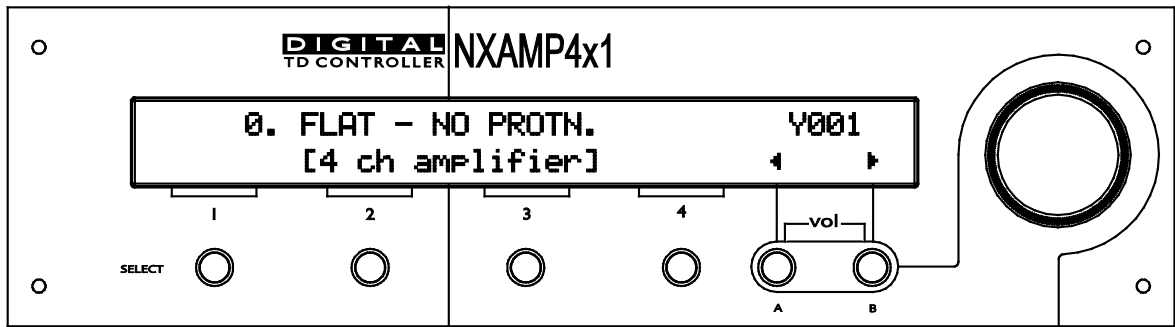 DIGITAL
TD CONTROLLER
NXAMP4x1
0. FLAT - NO PROTN. Y001
[4 ch amplifier]
1 2 3 4
vol
SELECT
A B